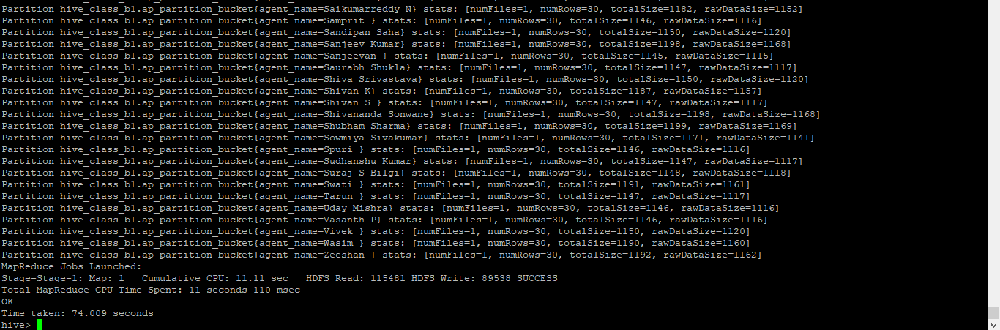 Partition hive_class_b1.ap_partition_bucket{agent_name=Saikumarreddy N} stats: [numFiles=1, numRows=30, totalSize=1182, rawDataSize=1152]
Partition hive_class_b1.ap_partition_bucket{agent_name=Samprit } stats: [numFiles=1, numRows=30, totalSize=1146, rawDataSize=1116]
Partition hive_class_b1.ap_partition_bucket{agent_name=Sandipan Saha} stats: [numFiles=1, numRows=30, totalSize=1150, rawDataSize=1120]
Partition hive_class_b1.ap_partition_bucket{agent_name=Sanjeev Kumar} stats: [numFiles=1, numRows=30, totalSize=1198, rawDataSize=1168]
Partition hive_class_b1.ap_partition_bucket{agent_name=Sanjeevan } stats: [numFiles=1, numRows=30, totalSize=1145, rawDataSize=1115]
Partition hive_class_b1.ap_partition_bucket{agent_name=Saurabh Shukla} stats: [numFiles=1, numRows=30, totalSize=1147, rawDataSize=1117]
Partition hive_class_b1.ap_partition_bucket{agent_name=Shiva Srivastava} stats: [numFiles=1, numRows=30, totalSize=1150, rawDataSize=1120]
Partition hive_class_b1.ap_partition_bucket{agent_name=Shivan K} stats: [numFiles=1, numRows=30, totalSize=1187, rawDataSize=1157]
Partition hive_class_b1.ap_partition_bucket{agent_name=Shivan_S } stats: [numFiles=1, numRows=30, totalSize=1147, rawDataSize=1117]
Partition hive_class_b1.ap_partition_bucket{agent_name=Shivananda Sonwane} stats: [numFiles=1, numRows=30, totalSize=1198, rawDataSize=1168]
Partition hive_class_b1.ap_partition_bucket{agent_name=Shubham Sharma} stats: [numFiles=1, numRows=30, totalSize=1199, rawDataSize=1169]
Partition hive_class_b1.ap_partition_bucket{agent_name=Sowmiya Sivakumar} stats: [numFiles=1, numRows=30, totalSize=1171, rawDataSize=1141]
Partition hive_class_b1.ap_partition_bucket{agent_name=Spuri } stats: [numFiles=1, numRows=30, totalSize=1146, rawDataSize=1116]
Partition hive_class_b1.ap_partition_bucket{agent_name=Sudhanshu Kumar} stats: [numFiles=1, numRows=30, totalSize=1147, rawDataSize=1117]
Partition hive_class_b1.ap_partition_bucket{agent_name=Suraj S Bilgi} stats: [numFiles=1, numRows=30, totalSize=1148, rawDataSize=1118]
Partition hive_class_b1.ap_partition_bucket{agent_name=Swati } stats: [numFiles=1, numRows=30, totalSize=1191, rawDataSize=1161]
Partition hive_class_b1.ap_partition_bucket{agent_name=Tarun } stats: [numFiles=1, numRows=30, totalSize=1147, rawDataSize=1117]
Partition hive_class_b1.ap_partition_bucket{agent_name=Uday Mishra} stats: [numFiles=1, numRows=30, totalSize=1146, rawDataSize=1116]
Partition hive_class_b1.ap_partition_bucket{agent_name=Vasanth P} stats: [numFiles=1, numRows=30, totalSize=1146, rawDataSize=1116]
Partition hive_class_b1.ap_partition_bucket{agent_name=Vivek } stats: [numFiles=1, numRows=30, totalSize=1150, rawDataSize=1120]
Partition hive_class_b1.ap_partition_bucket{agent_name=Wasim } stats: [numFiles=1, numRows=30, totalSize=1190, rawDataSize=1160]
Partition hive_class_b1.ap_partition_bucket{agent_name=Zeeshan } stats: [numFiles=1, numRows=30, totalSize=1192, rawDataSize=1162]
MapReduce Jobs Launched:
Stage-Stage-1: Map: 1   Cumulative CPU: 11.11 sec   HDFS Read: 115481 HDFS Write: 89538 SUCCESS
Total MapReduce CPU Time Spent: 11 seconds 110 msec
OK
Time taken: 74.009 seconds
hive>